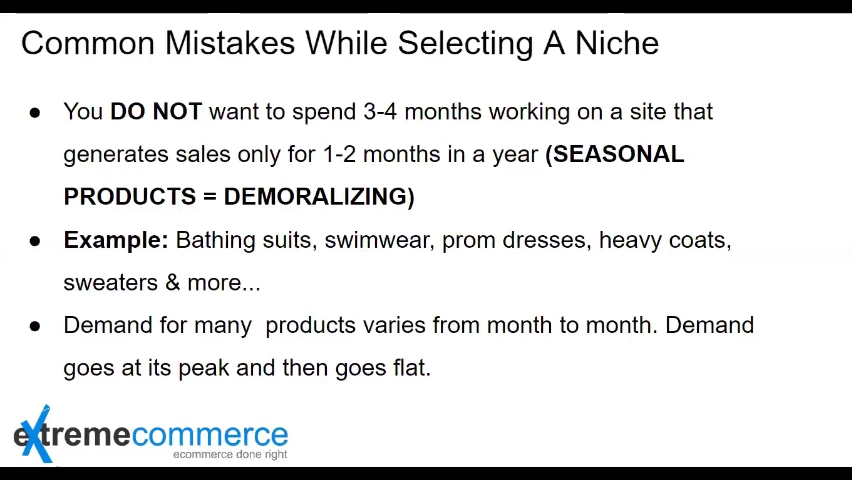 Common Mistakes While Selecting A Niche
● You DO NOT want to spend 3-4 months working on a site that
generates sales only for 1-2 months in a year (SEASONAL
PRODUCTS = DEMORALIZING)
● Example: Bathing suits, swimwear, prom dresses, heavy coats,
sweaters & more...
● Demand for many  products varies from month to month. Demand
goes at its peak and then goes flat.
extremecommerce
ecommerce done right